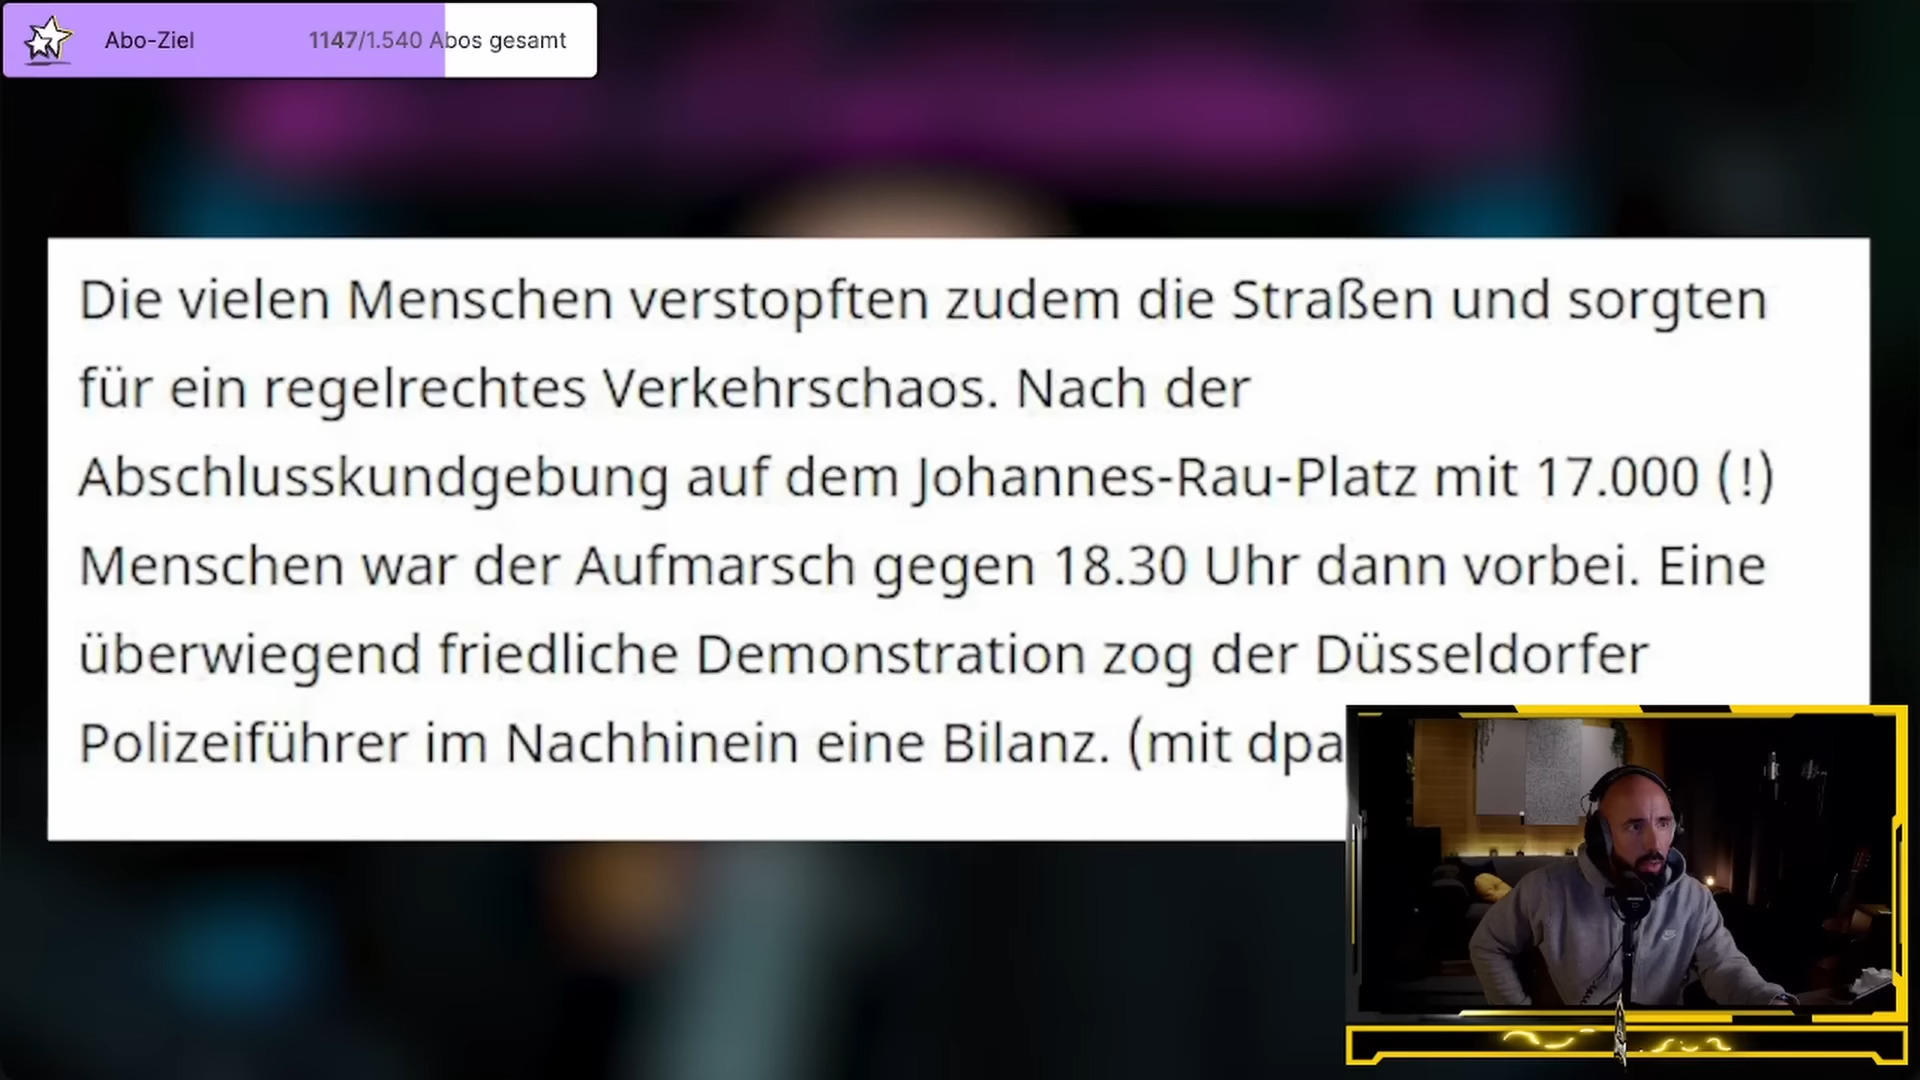 Abo-Ziel 1147/1.540 Abos gesamt
Die vielen Menschen verstopften zudem die Straßen und sorgten
für ein regelrechtes Verkehrschaos. Nach der
Abschlusskundgebung auf dem Johannes-Rau-Platz mit 17.000 (!)
Menschen war der Aufmarsch gegen 18.30 Uhr dann vorbei. Eine
überwiegend friedliche Demonstration zog der Düsseldorfer
Polizeiführer im Nachhinein eine Bilanz. (mit dpa